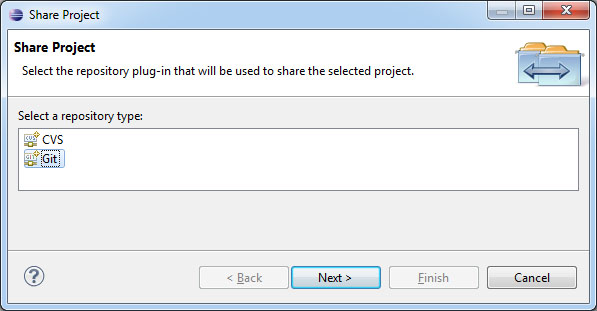 Share Project
Share Project
Select the repository plug-in that will be used to share the selected project.
Select a repository type:
CVS
Git
< Back
Next >
Finish
Cancel